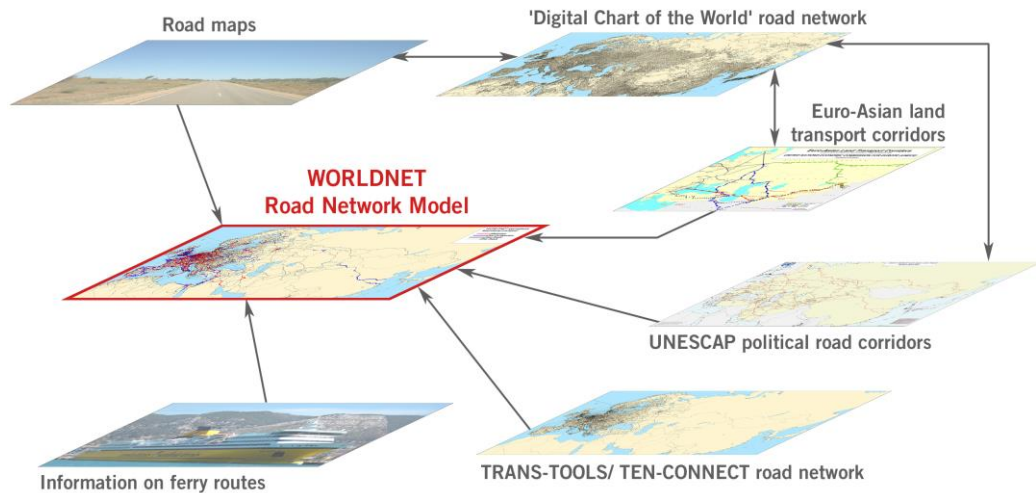 Road maps
'Digital Chart of the World' road network
Euro-Asian land
transport corridors
WORLDNET
Road Network Model
UNESCAP political road corridors
TRANS-TOOLS/ TEN-CONNECT road network
Information on ferry routes